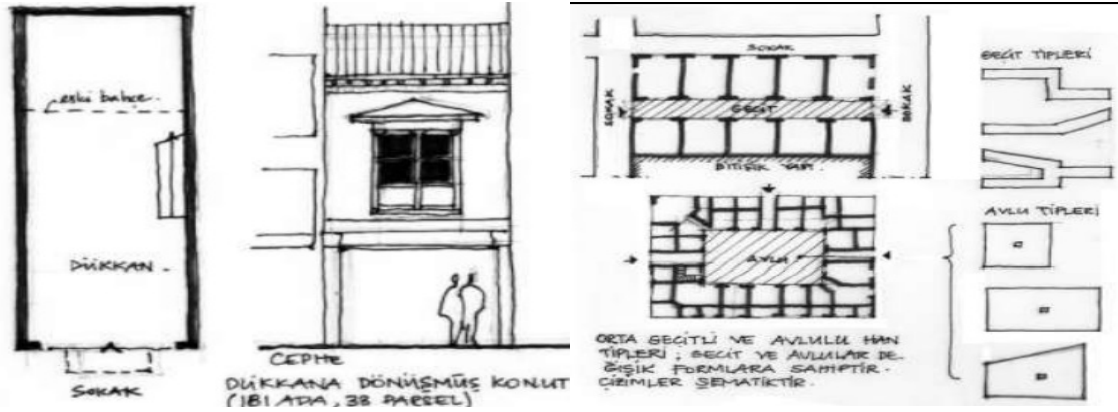 eski bahçe.
DÜKKAN.
SOKAK
CEPHE
DÜKKANA DÖNÜŞMÜŞ KONUT
(181 ADA, 38 PARSEL)
SOKAK
SOKAK
GEÇİT
SOKAK
BİTİŞİK YAPI.
AVLU
ORTA GEÇİTLİ VE AVLULU HAN
TİPLERİ; GEÇİT VE AVLULAR DE-
ĞİŞİK FORMLARA SAHİPTİR.
ÇİZİMLER ŞEMATİKTİR.
GEÇİT TİPLERİ
AVLU TİPLERİ